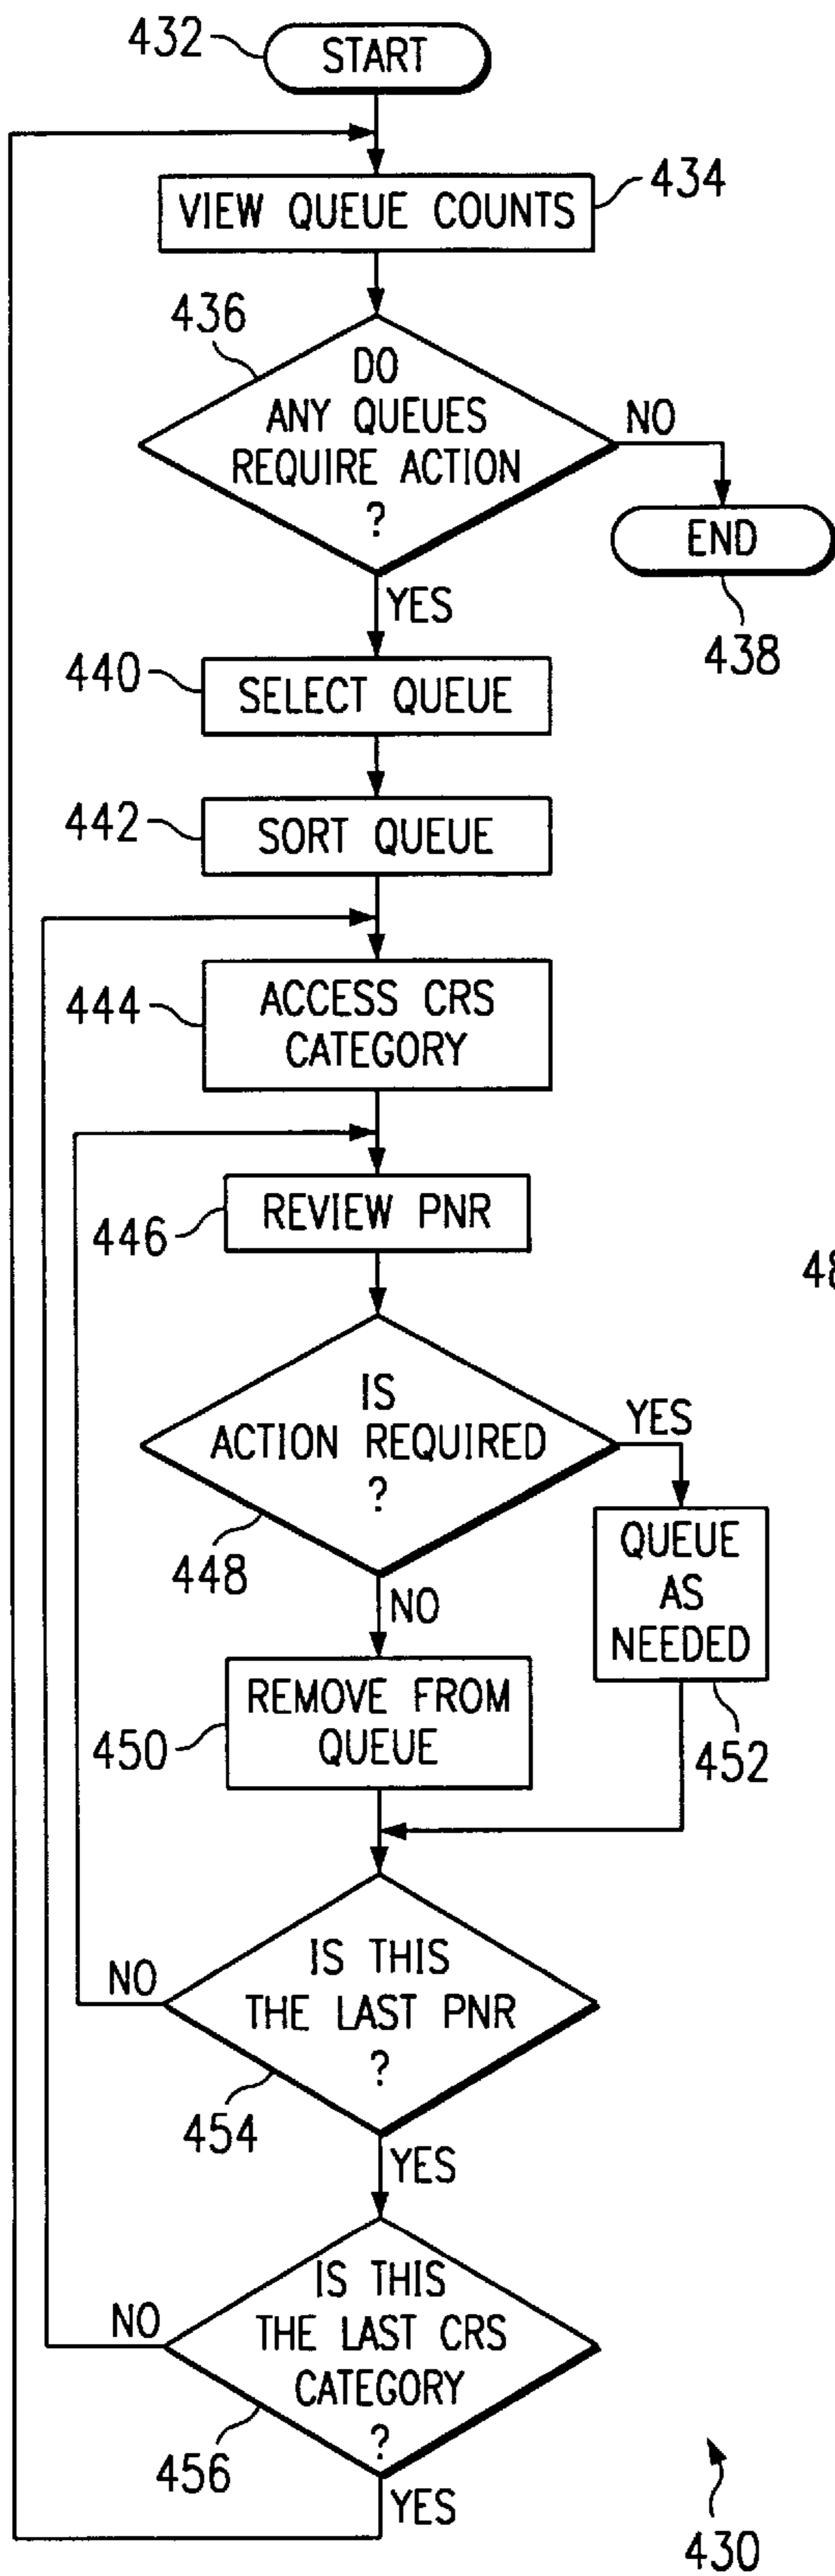 432
START
VIEW QUEUE COUNTS
434
436
DO
ANY QUEUES
REQUIRE ACTION
?
NO
END
438
YES
440
SELECT QUEUE
442
SORT QUEUE
444
ACCESS CRS
CATEGORY
446
REVIEW PNR
48
IS
ACTION REQUIRED
?
448
YES
QUEUE
AS
NEEDED
452
NO
450
REMOVE FROM
QUEUE
NO
IS THIS
THE LAST PNR
?
454
YES
NO
IS THIS
THE LAST CRS
CATEGORY
?
456
YES
430